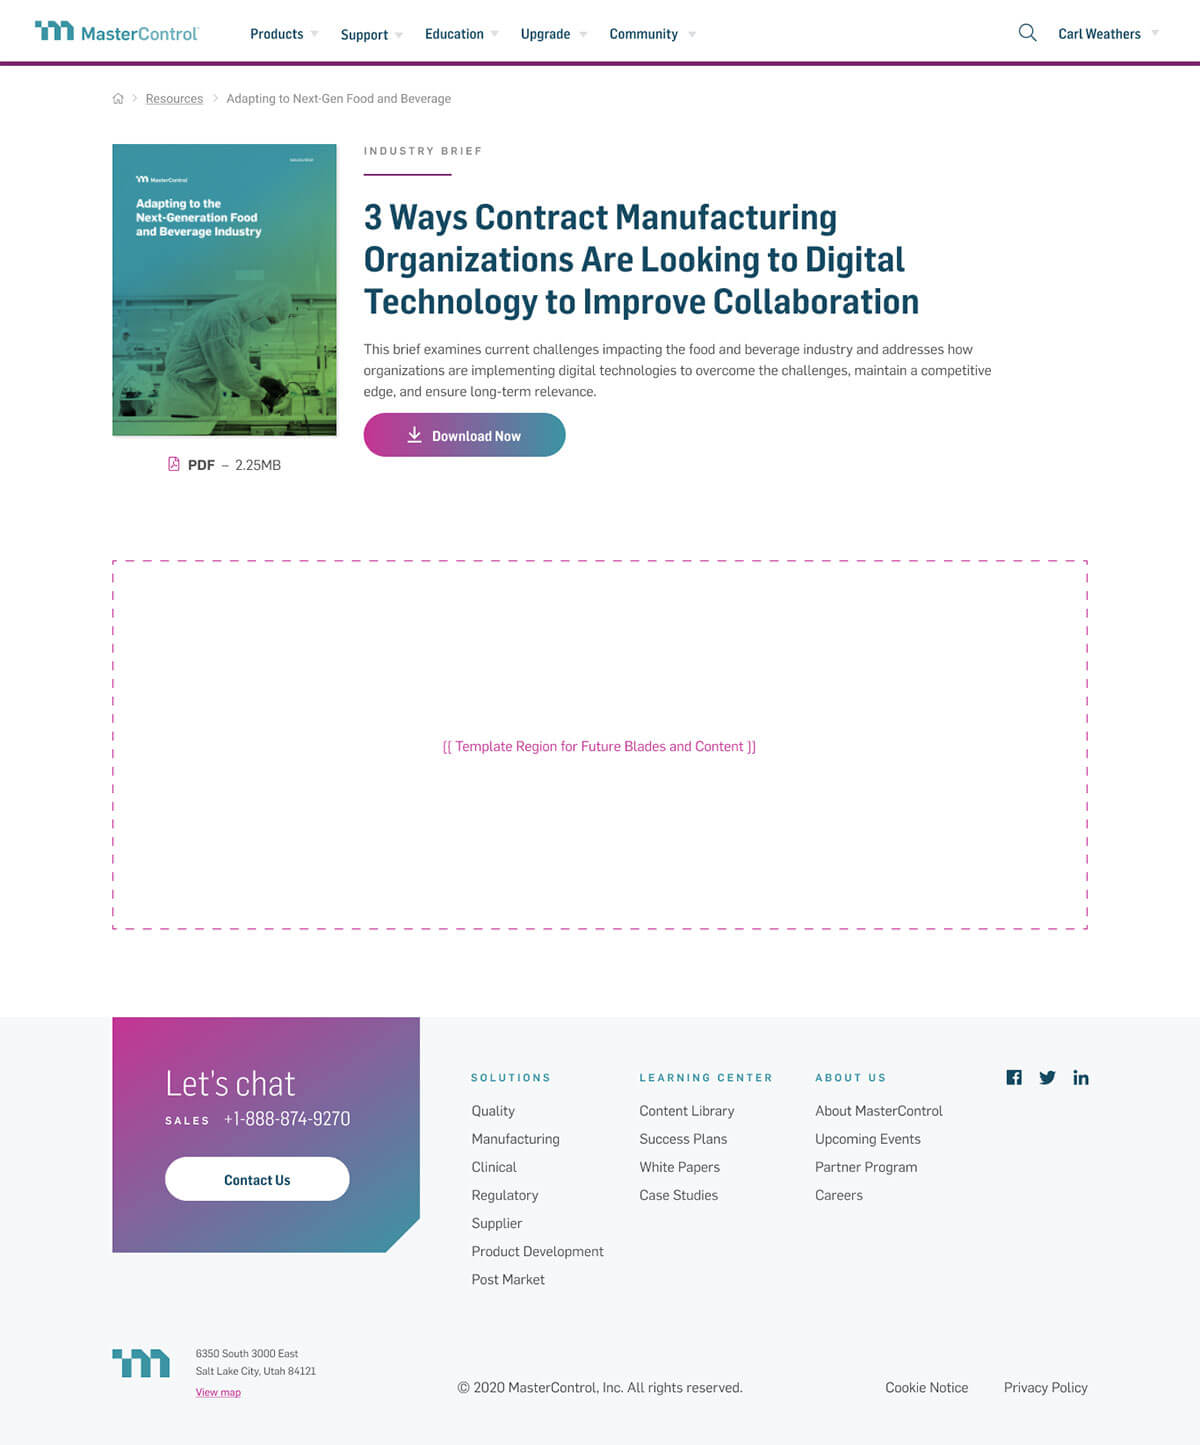 MasterControl
Products
Support
Education
Upgrade
Community
Carl Weathers
Resources
Adapting to Next-Gen Food and Beverage
MasterControl
Adapting to the
Next-Generation Food
and Beverage Industry
PDF – 2.25MB
INDUSTRY BRIEF
3 Ways Contract Manufacturing
Organizations Are Looking to Digital
Technology to Improve Collaboration
This brief examines current challenges impacting the food and beverage industry and addresses how
organizations are implementing digital technologies to overcome the challenges, maintain a competitive
edge, and ensure long-term relevance.
Download Now
[[ Template Region for Future Blades and Content ]]
Let's chat
SALES +1-888-874-9270
Contact Us
SOLUTIONS
Quality
Manufacturing
Clinical
Regulatory
Supplier
Product Development
Post Market
LEARNING CENTER
Content Library
Success Plans
White Papers
Case Studies
ABOUT US
About MasterControl
Upcoming Events
Partner Program
Careers
6350 South 3000 East
Salt Lake City, Utah 84121
View map
© 2020 MasterControl, Inc. All rights reserved.
Cookie Notice
Privacy Policy